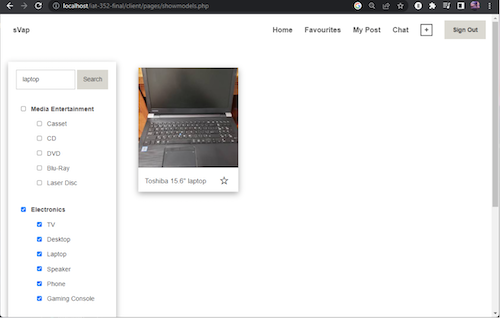 localhost/iat-352-final/client/pages/showmodels.php
sVap
Home Favourites My Post Chat + Sign Out
laptop Search
Media Entertainment
Casset
CD
DVD
Blu-Ray
Laser Disc
Toshiba 15.6" laptop
Electronics
TV
Desktop
Laptop
Speaker
Phone
Gaming Console